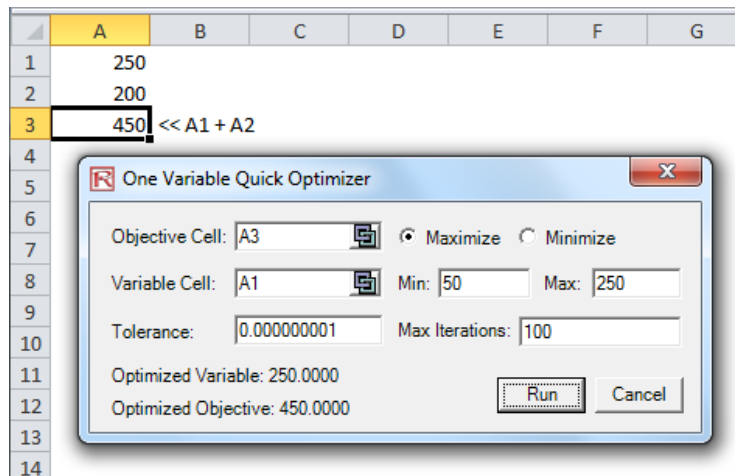 A B C D E F G
1 250
2 200
3 450 << A1 + A2
4
5
6
7
8
9
10
11
12
13
14
R One Variable Quick Optimizer x
Objective Cell: A3 Maximize Minimize
Variable Cell: A1 Min: 50 Max: 250
Tolerance: 0.000000001 Max Iterations: 100
Optimized Variable: 250.0000
Optimized Objective: 450.0000
Run Cancel